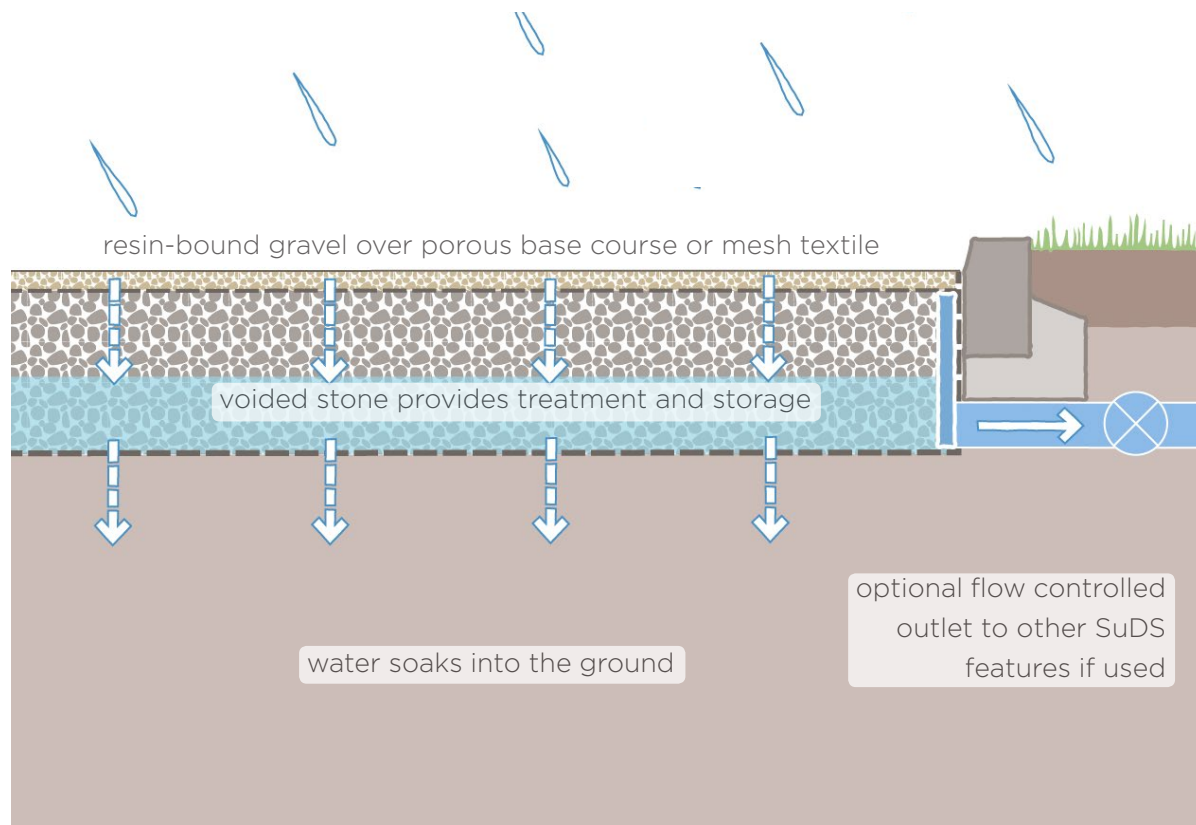 resin-bound gravel over porous base course or mesh textile
voided stone provides treatment and storage
optional flow controlled
outlet to other SuDS
features if used
water soaks into the ground